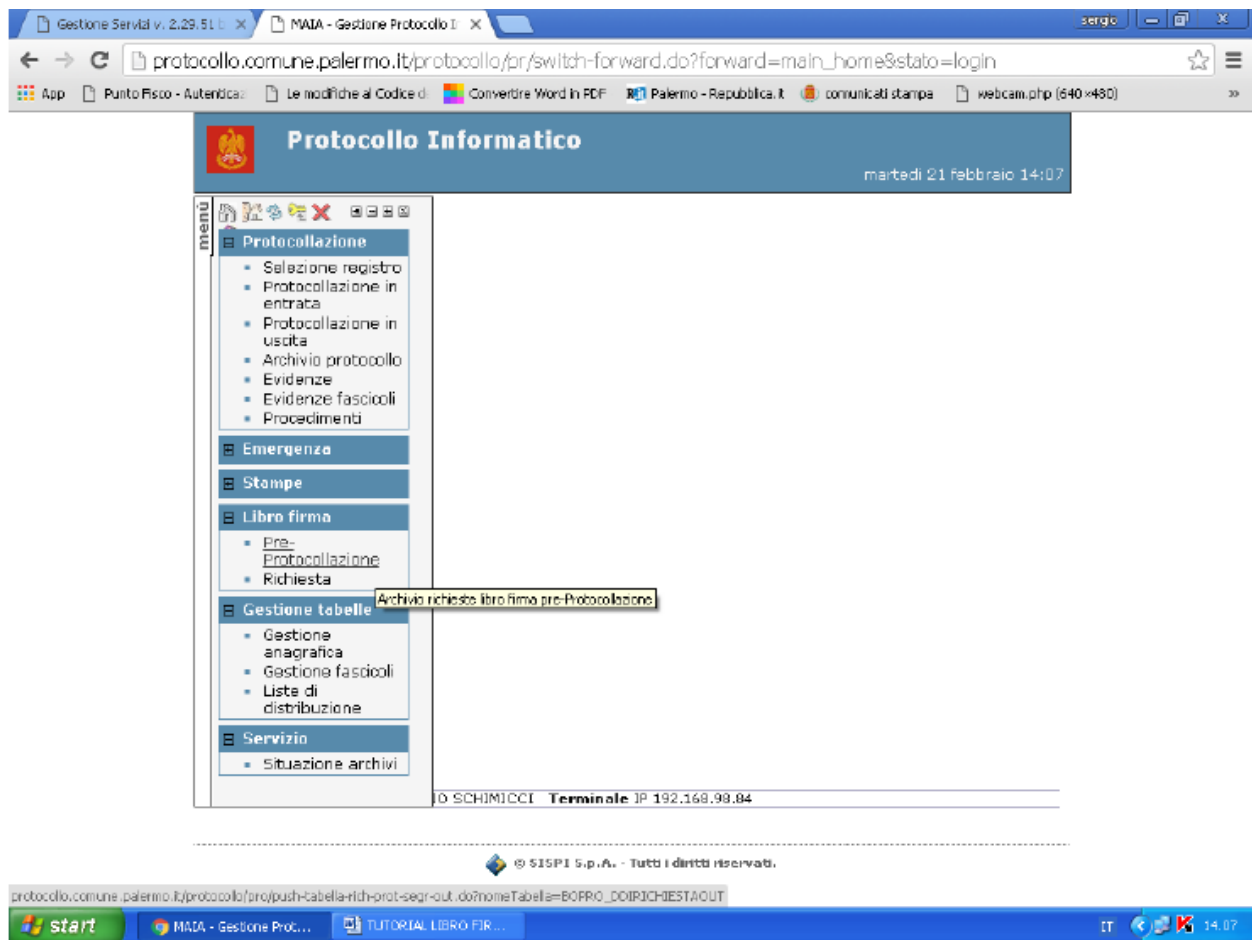 Gestione Servizi v. 2.29.51 b
MAIA - Gestione Protocollo I
sergio
protocollo.comune.palermo.it/protocollo/pr/switch-forward.do?forward=main_home&stato=login
App
Punto Fisco - Autenticaz
Le modifiche al Codice d
Convertire Word in PDF
Palermo - Repubblica.it
comunicati stampa
webcam.php (640×480)
»
Protocollo Informatico
martedì 21 febbraio 14:07
menù
Protocollazione
Selezione registro
Protocollazione in
entrata
Protocollazione in
uscita
Archivio protocollo
Evidenze
Evidenze fascicoli
Procedimenti
Emergenza
Stampe
Libro firma
Pre-
Protocollazione
Richiesta
Archivio richieste libro firma pre-Protocollazione
Gestione tabelle
Gestione
anagrafica
Gestione fascicoli
Liste di
distribuzione
Servizio
Situazione archivi
IO SCHIMICCI Terminale IP 192.168.98.84
© SISPI S.p.A. - Tutti i diritti riservati.
protocollo.comune.palermo.it/protocollo/pro/push-tabella-rich-prot-segr-out.do?nomeTabella=BOPRO_DDIRICHIESTAOUT
start
MAIA - Gestione Prot...
TUTORIAL LIBRO FIR...
IT
14.07